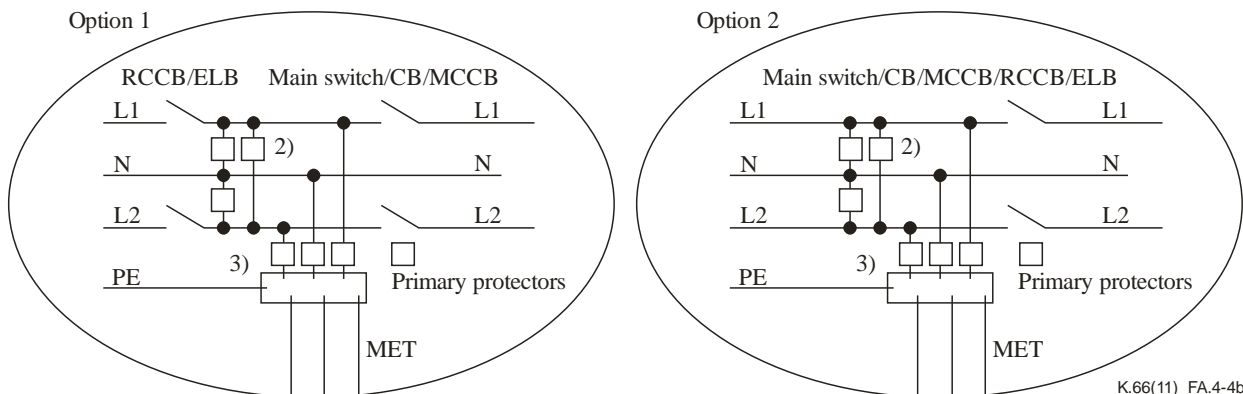 Option 1
RCCB/ELB Main switch/CB/MCCB
L1 L1
2)
N N
L2 L2
3)
PE Primary protectors
MET
Option 2
Main switch/CB/MCCB/RCCB/ELB
L1 L1
2)
N N
L2 L2
3)
PE Primary protectors
MET
K.66(11)_FA.4-4b